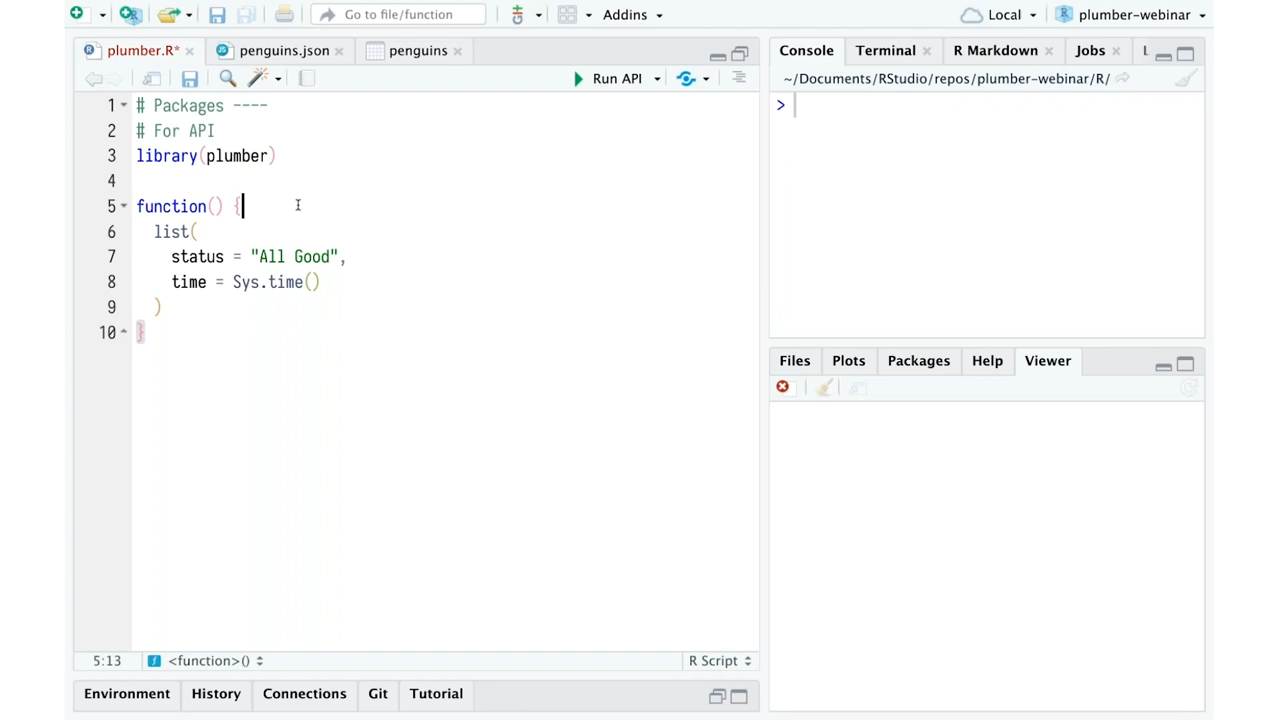 Go to file/function
Addins
Local
plumber-webinar
plumber.R*
penguins.json
penguins
Run API
1 # Packages ----
2 # For API
3 library(plumber)
4
5 function() {
6 list(
7 status = "All Good",
8 time = Sys.time()
9 )
10 }
5:13 <function>()
R Script
Environment History Connections Git Tutorial
Console Terminal R Markdown Jobs
~/Documents/RStudio/repos/plumber-webinar/R/
>
Files Plots Packages Help Viewer